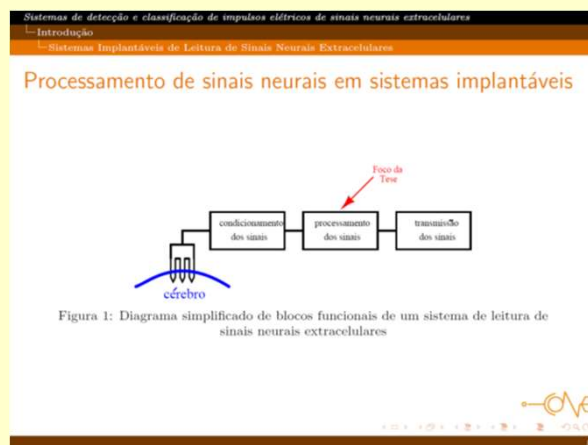 Sistemas de detecção e classificação de impulsos elétricos de sinais neurais extracelulares
Introdução
Sistemas Implantáveis de Leitura de Sinais Neurais Extracelulares
Processamento de sinais neurais em sistemas implantáveis
Foco da
Tese
condicionamento
dos sinais
processamento
dos sinais
transmissão
dos sinais
cérebro
Figura 1: Diagrama simplificado de blocos funcionais de um sistema de leitura de
sinais neurais extracelulares